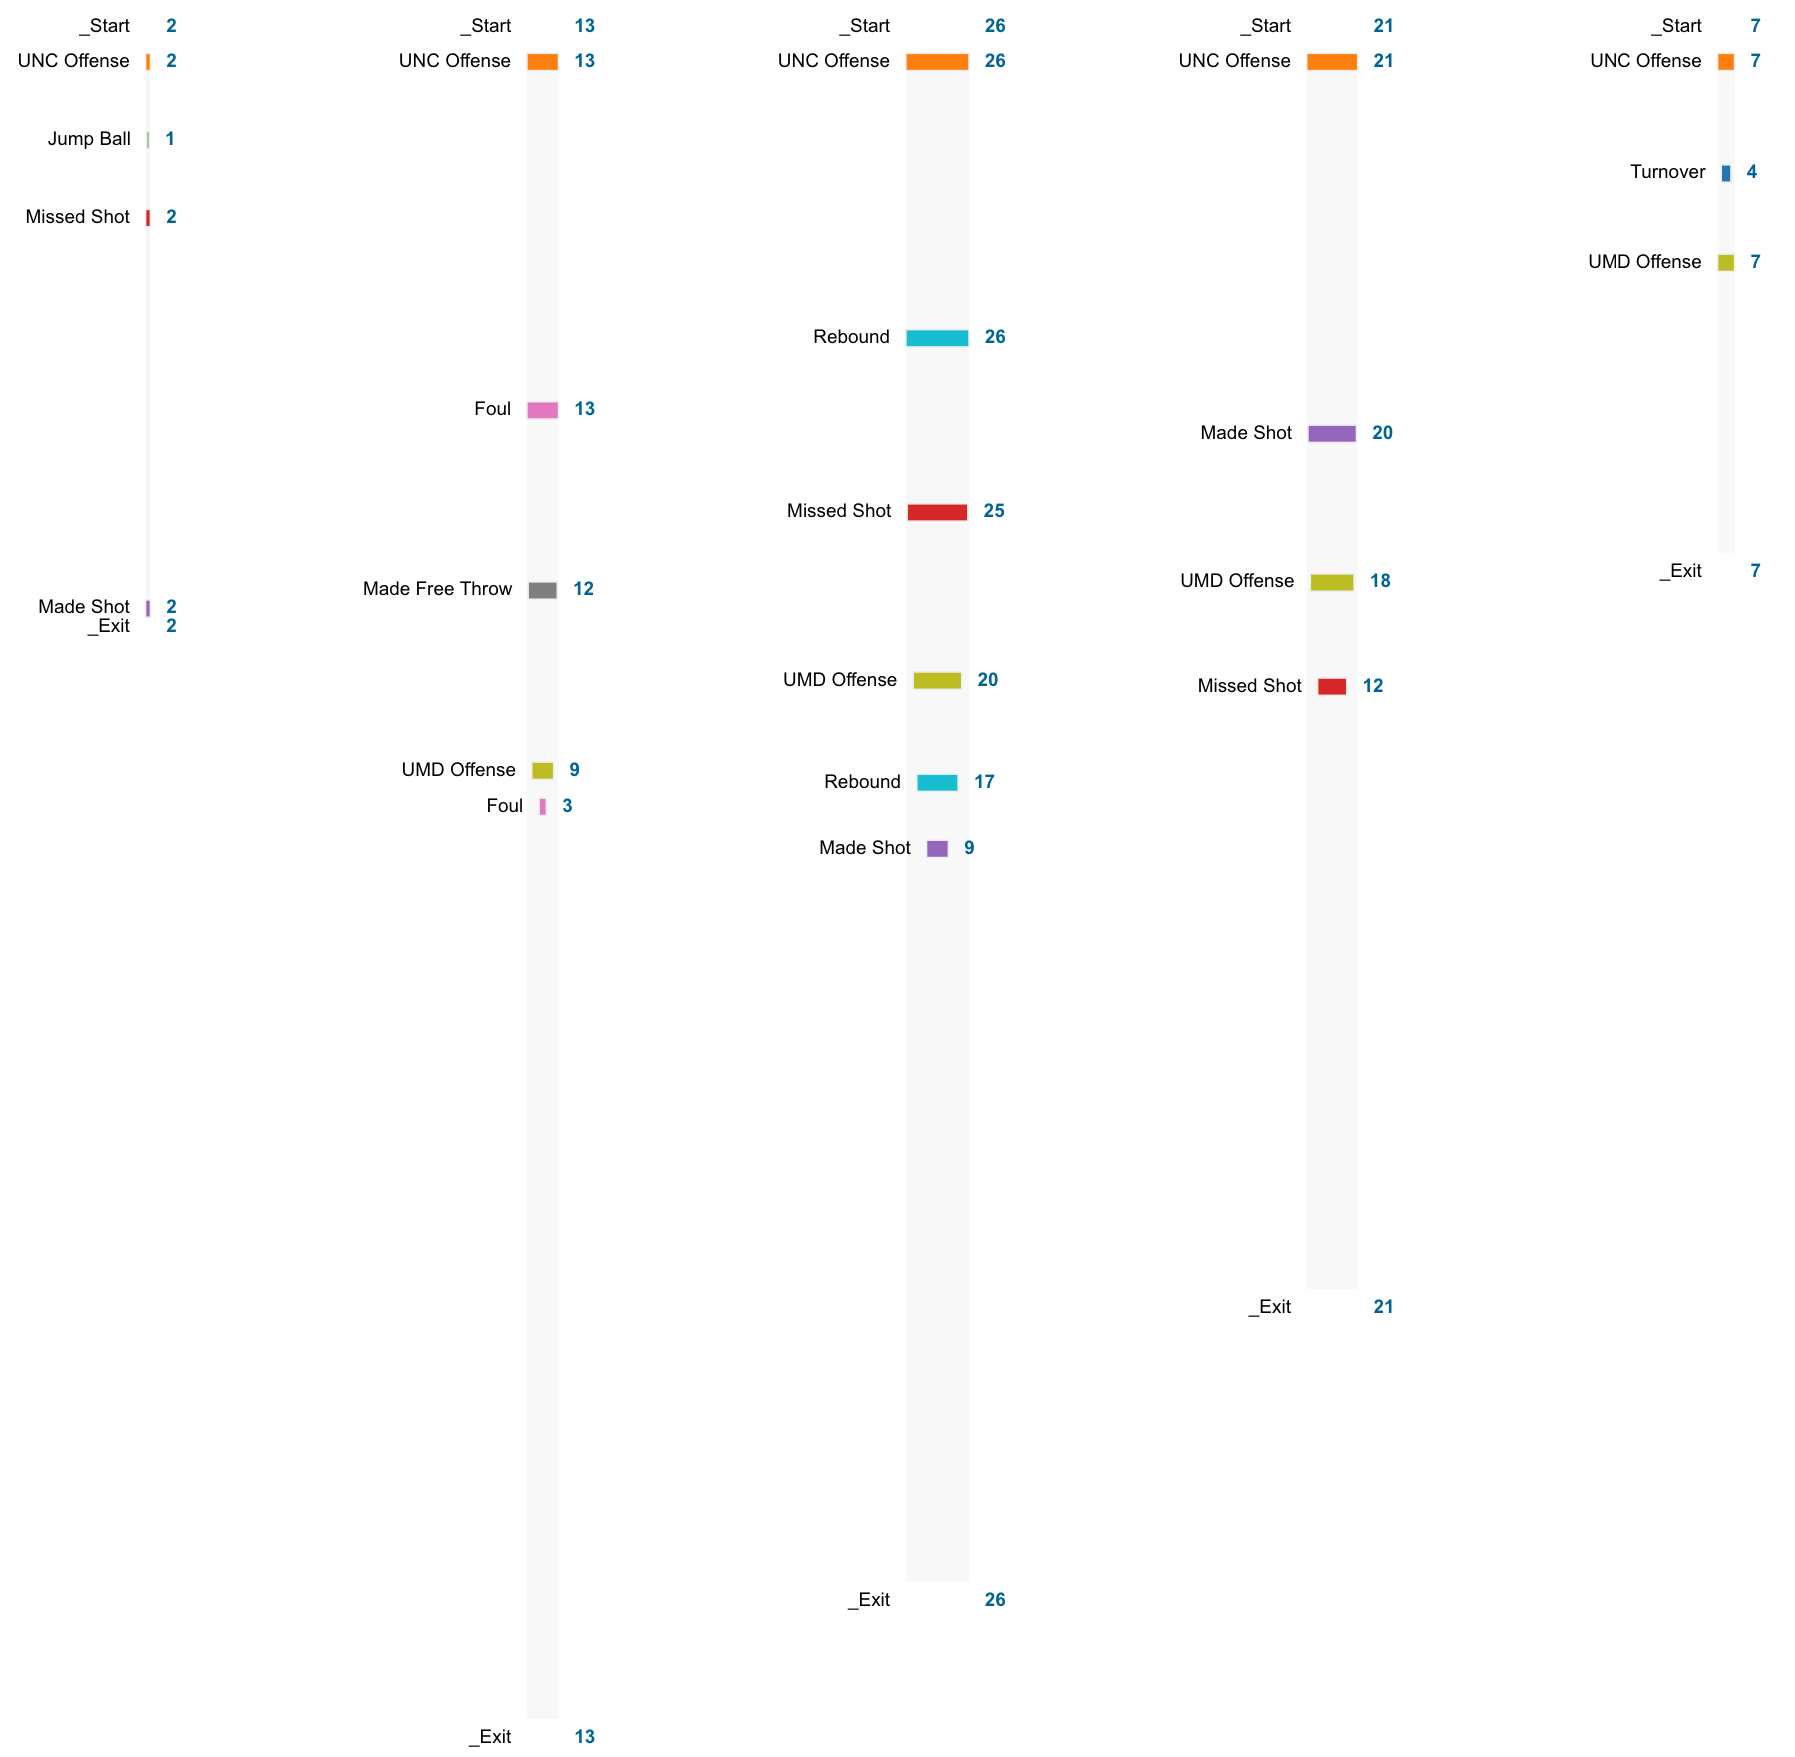 _Start 2
UNC Offense 2
Jump Ball 1
Missed Shot 2
Made Shot 2
_Exit 2
_Start 13
UNC Offense 13
Foul 13
Made Free Throw 12
UMD Offense 9
Foul 3
_Exit 13
_Start 26
UNC Offense 26
Rebound 26
Missed Shot 25
UMD Offense 20
Rebound 17
Made Shot 9
_Exit 26
_Start 21
UNC Offense 21
Made Shot 20
UMD Offense 18
Missed Shot 12
_Exit 21
_Start 7
UNC Offense 7
Turnover 4
UMD Offense 7
_Exit 7